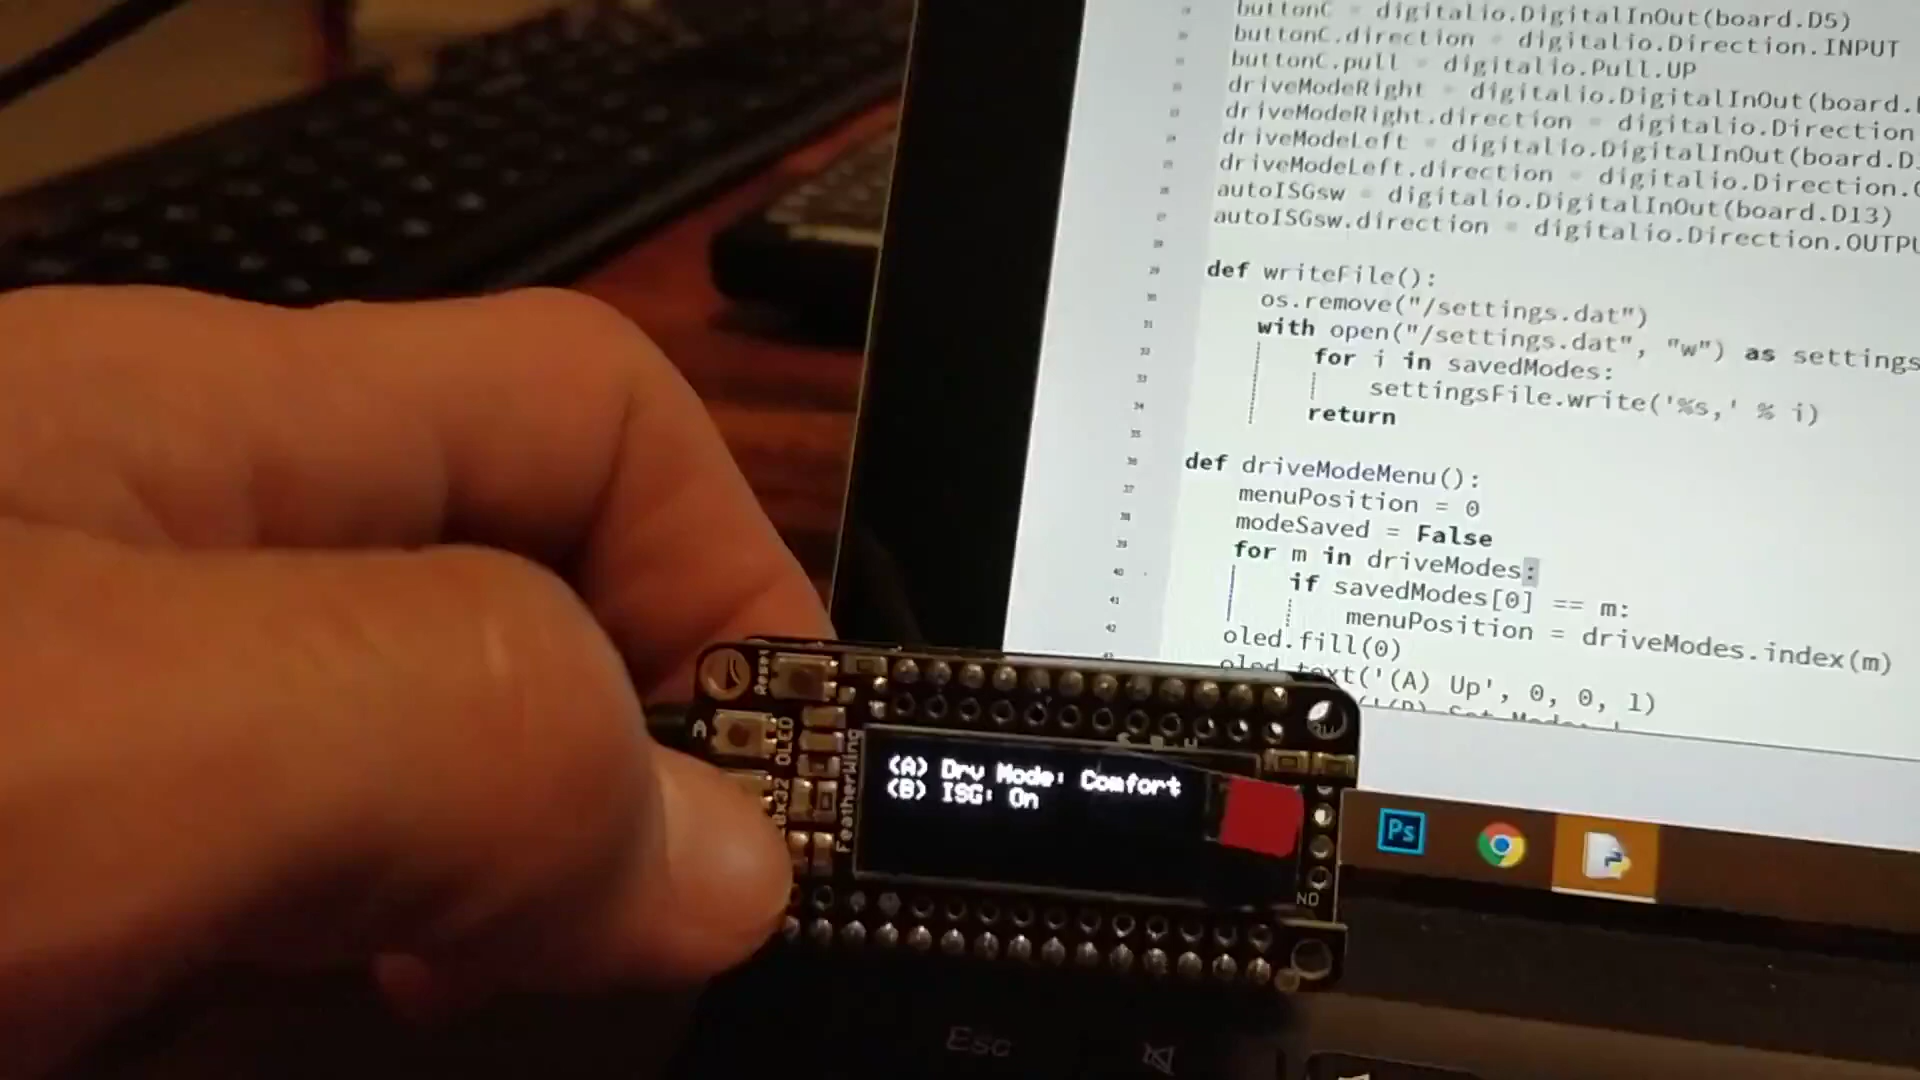 buttonC = digitalio.DigitalInOut(board.D5)
buttonC.direction = digitalio.Direction.INPUT
buttonC.pull = digitalio.Pull.UP
driveModeRight = digitalio.DigitalInOut(board.
driveModeRight.direction = digitalio.Direction
driveModeLeft = digitalio.DigitalInOut(board.D
driveModeLeft.direction = digitalio.Direction.
autoISGsw = digitalio.DigitalInOut(board.D13)
autoISGsw.direction = digitalio.Direction.OUTPU
def writeFile():
os.remove("/settings.dat")
with open("/settings.dat", "w") as settings
for i in savedModes:
settingsFile.write('%s,' % i)
return
def driveModeMenu():
menuPosition = 0
modeSaved = False
for m in driveModes:
if savedModes[0] == m:
menuPosition = driveModes.index(m)
oled.fill(0)
oled.text('(A) Up', 0, 0, 1)
Reset
OLED
FeatherWing
(A) Drv Mode: Comfort
(B) ISG: On
Ps
Esc